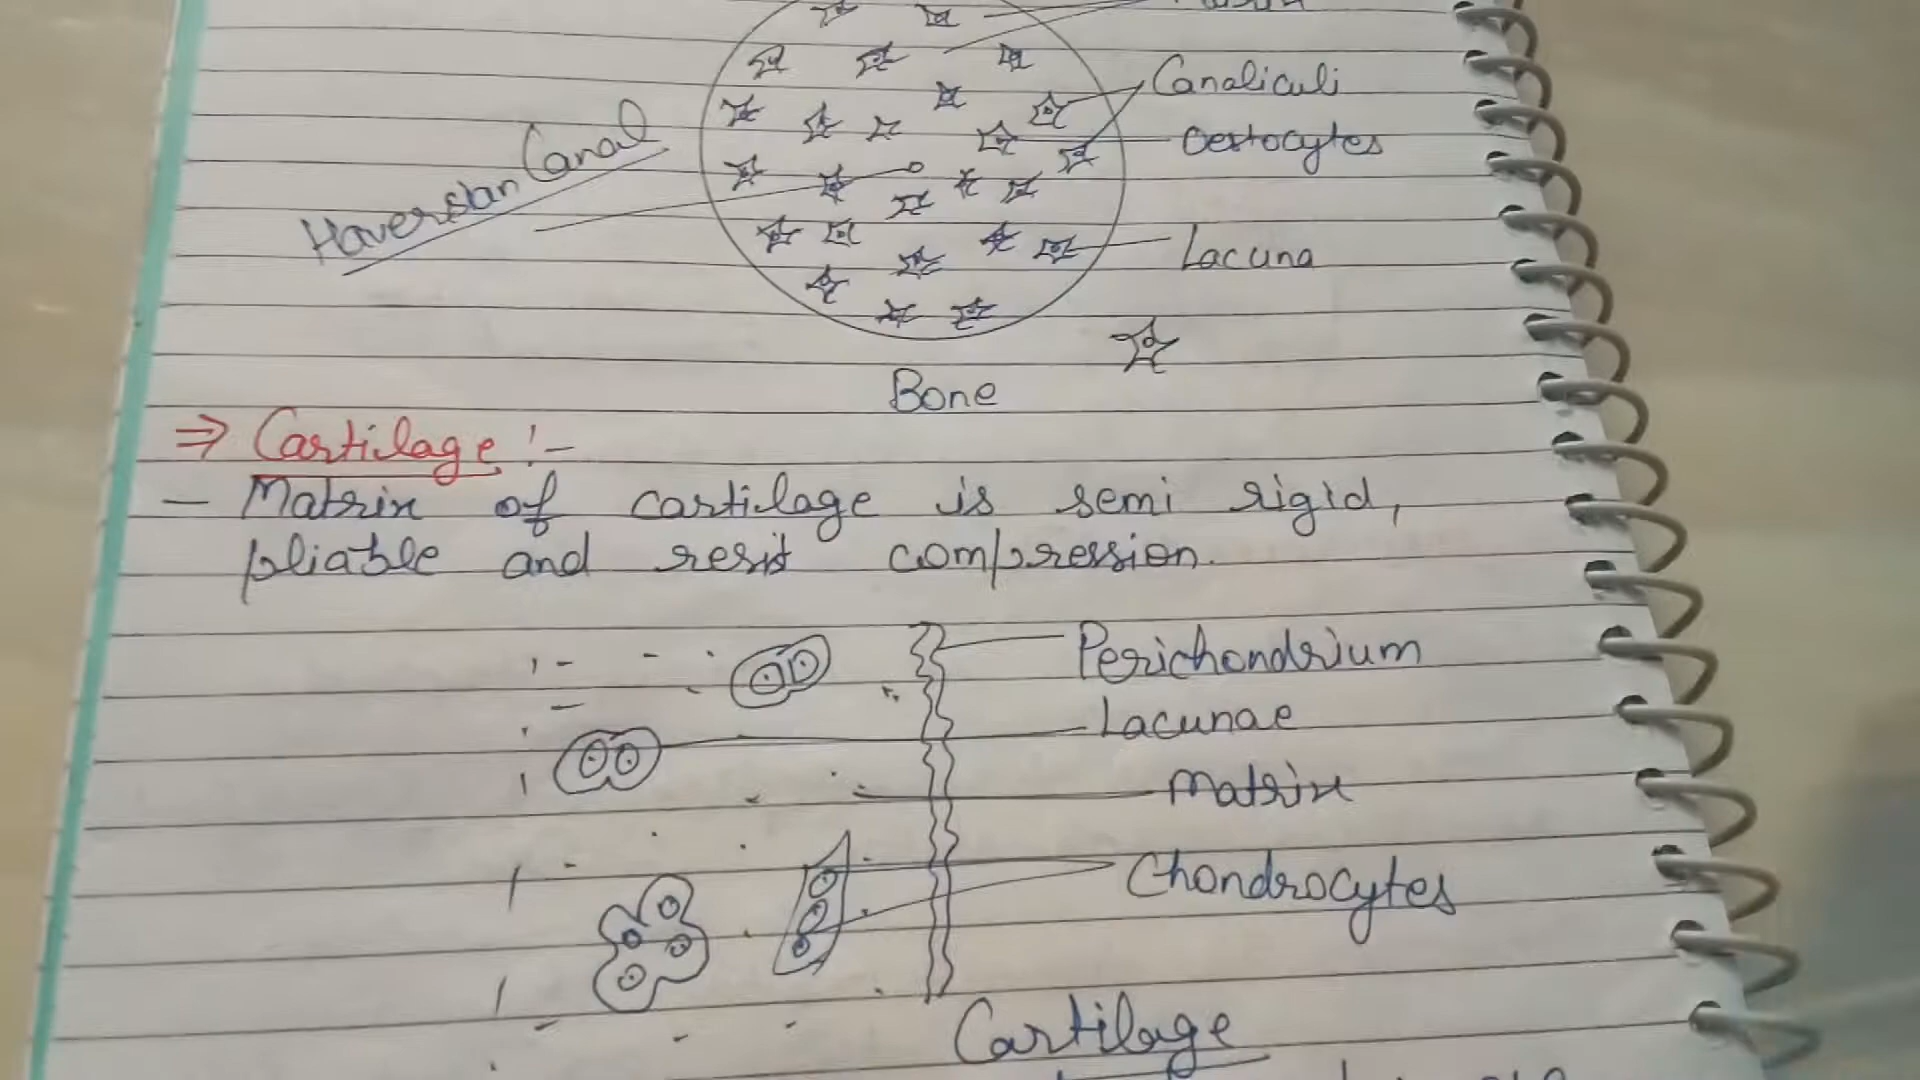 Canaliculi
Oestocytes
Haversian Canal
Lacuna
Bone
⇒ Cartilage :-
- Matrix of cartilage is semi rigid,
pliable and resist compression.
Perichondrium
Lacunae
Matrix
Chondrocytes
Cartilage